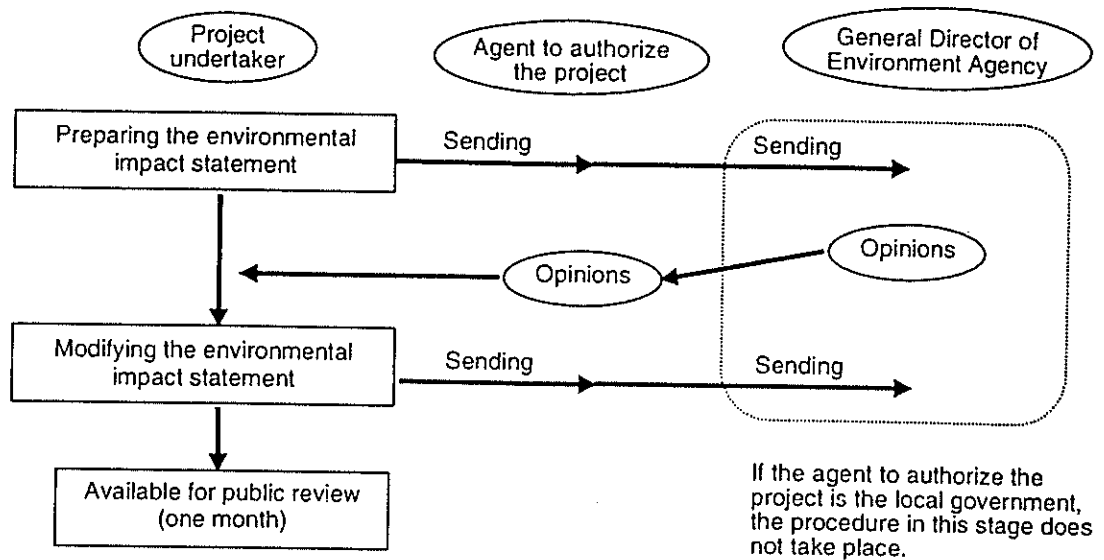 Project
undertaker
Agent to authorize
the project
General Director of
Environment Agency
Preparing the environmental
impact statement
Sending
Sending
Opinions
Opinions
Modifying the environmental
impact statement
Sending
Sending
Available for public review
(one month)
If the agent to authorize the
project is the local government,
the procedure in this stage does
not take place.